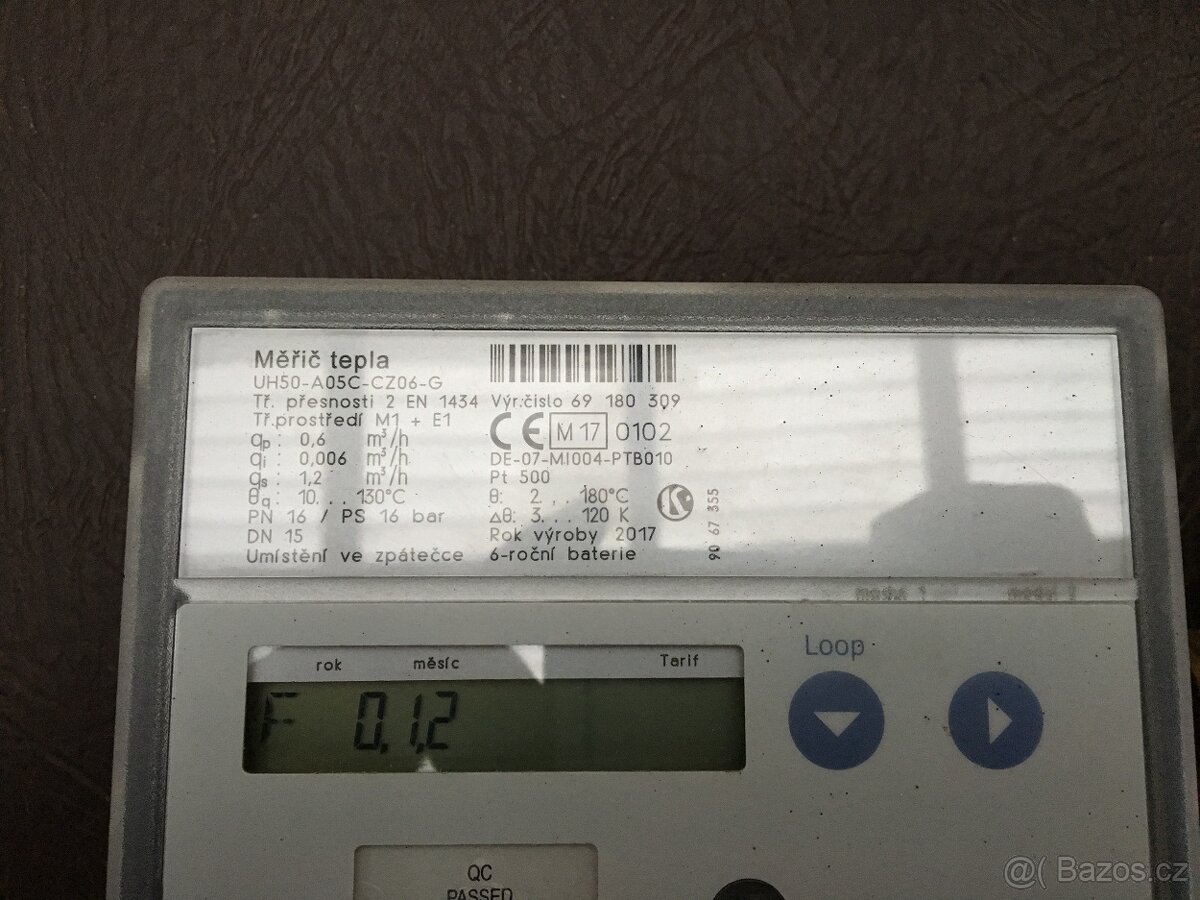 Měřič tepla
UH50-A05C-CZ06-G
Tř. přesnosti 2 EN 1434 Výr.číslo 69 180 309
Tř.prostředí M1 + E1
CE M 17 0102
qp : 0,6 m³/h
qi : 0,006 m³/h DE-07-MI004-PTB010
qs : 1,2 m³/h Pt 500
θq : 10. . . 130°C θ: 2. . . 180°C
PN 16 / PS 16 bar Δθ: 3. . . 120 K
DN 15 Rok výroby 2017
Umístění ve zpátečce 6-roční baterie
90 67 355
Loop
rok měsíc Tarif
F 0,1,2
QC
PASSED
@( Bazos.cz